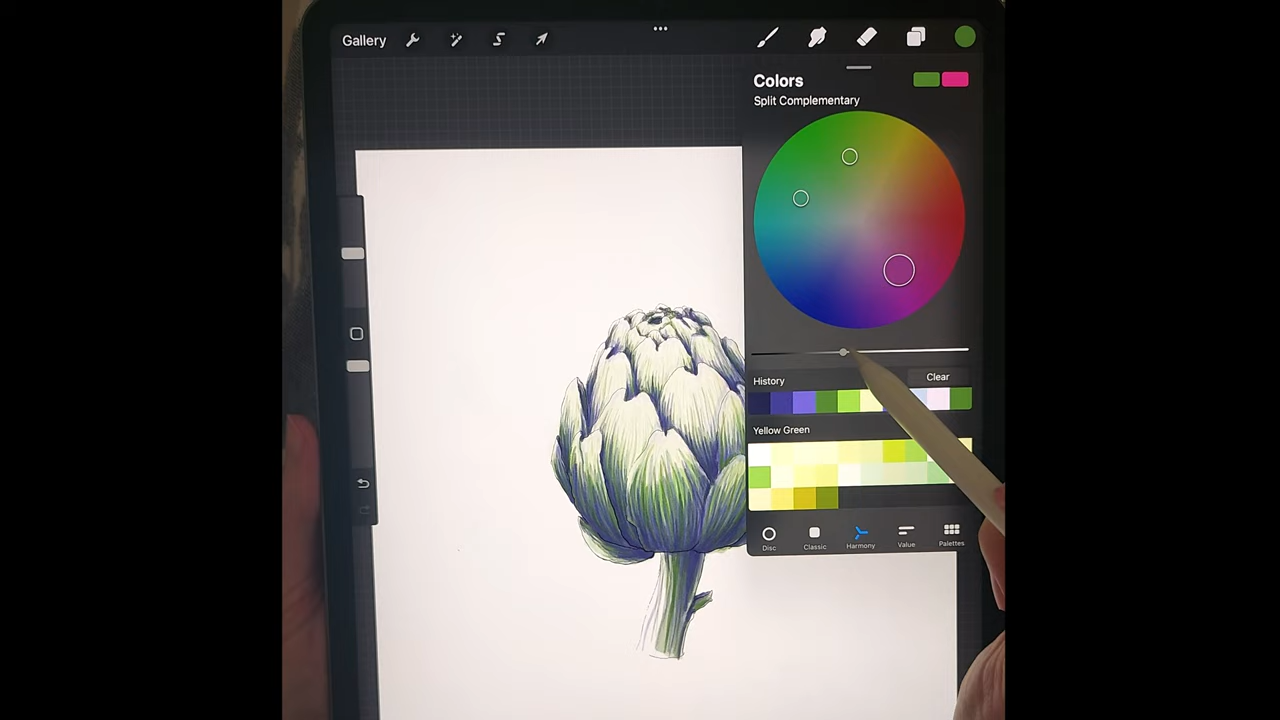 Gallery
Colors
Split Complementary
History
Clear
Yellow Green
Disc
Classic
Harmony
Value
Palettes